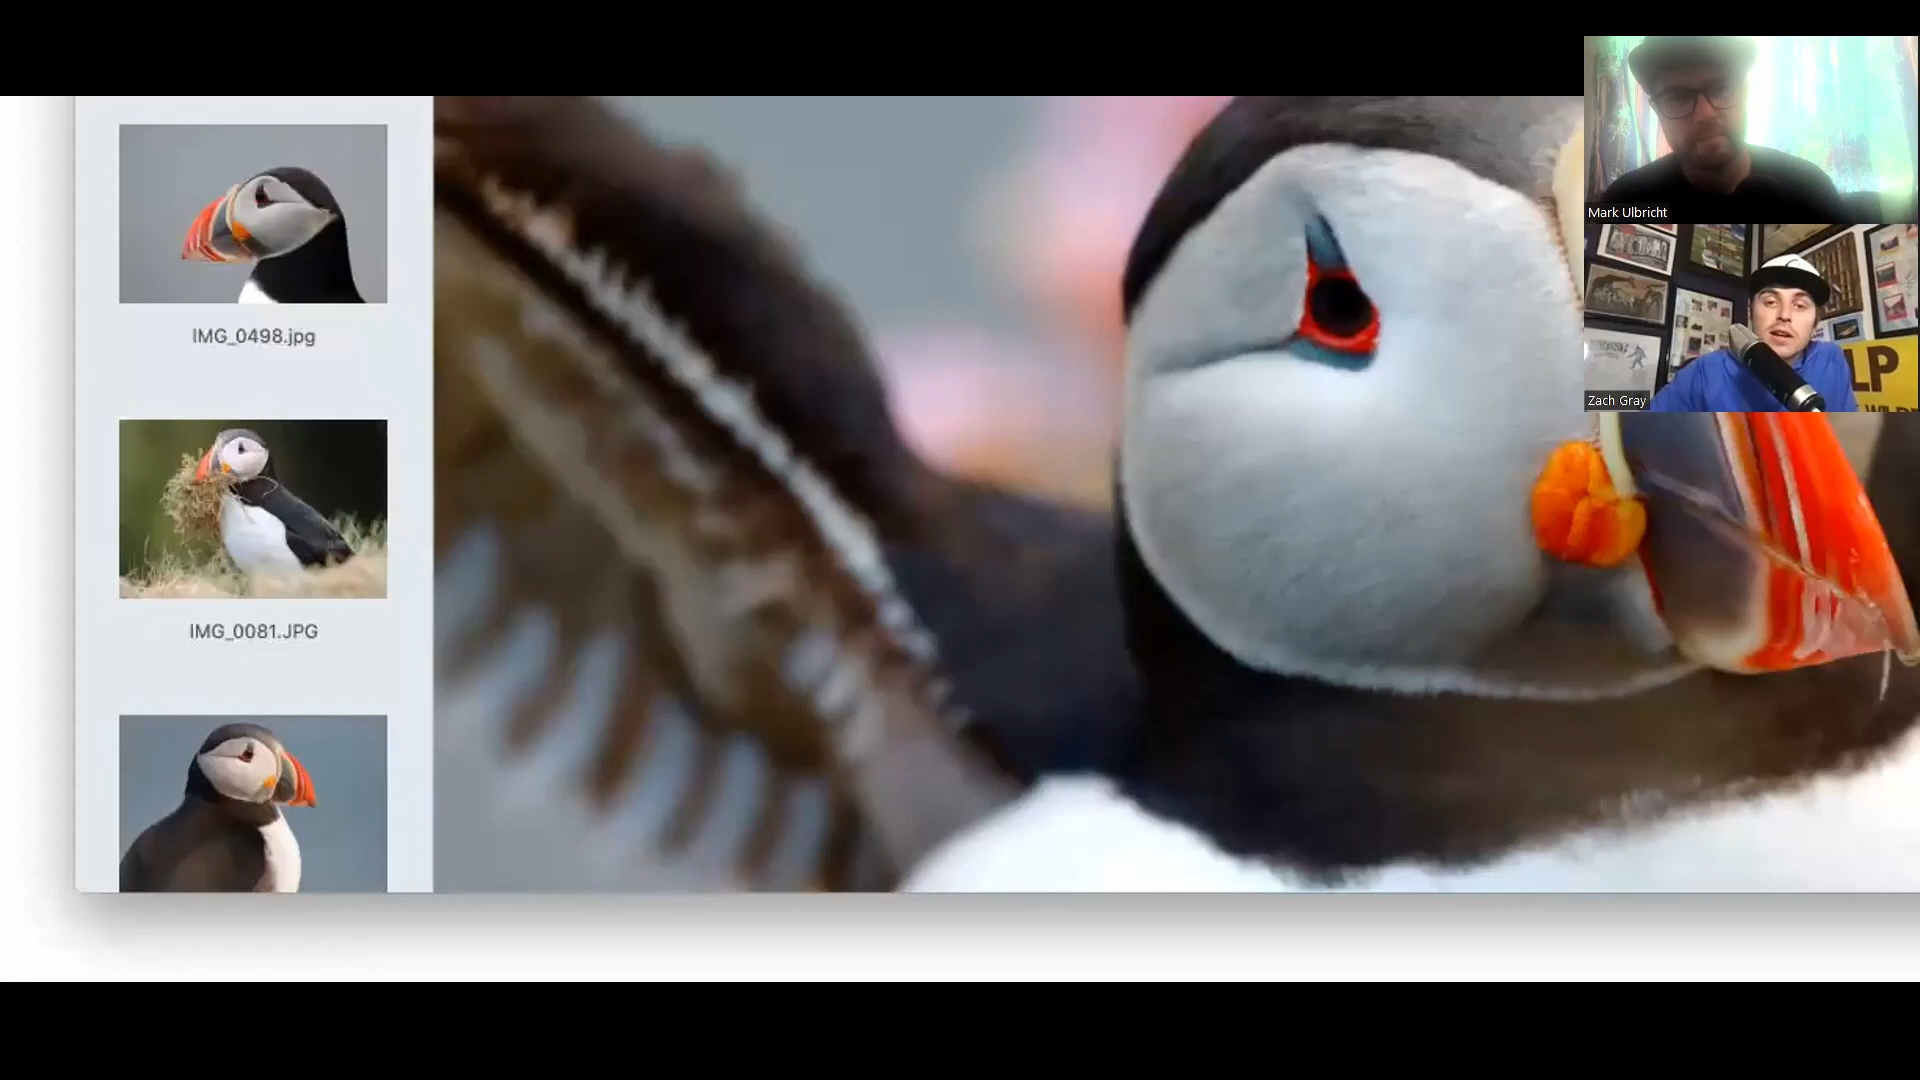 IMG_0498.jpg
IMG_0081.JPG
Mark Ulbricht
Zach Gray
LP